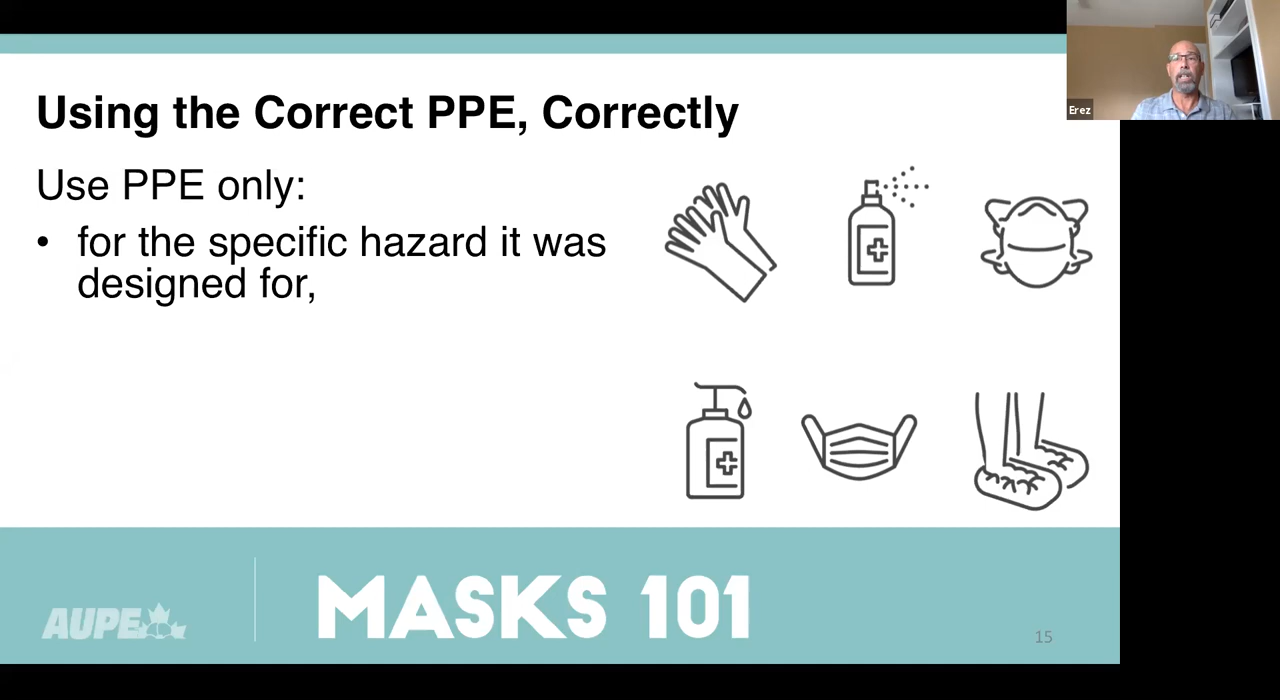 Using the Correct PPE, Correctly
Use PPE only:
• for the specific hazard it was
designed for,
Erez
AUPE
MASKS 101
15